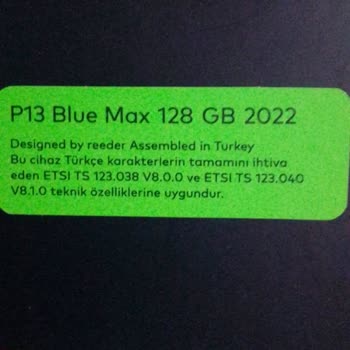 P13 Blue Max 128 GB 2022
Designed by reeder Assembled in Turkey
Bu cihaz Türkçe karakterlerin tamamını ihtiva
eden ETSI TS 123.038 V8.0.0 ve ETSI TS 123.040
V8.1.0 teknik özelliklerine uygundur.